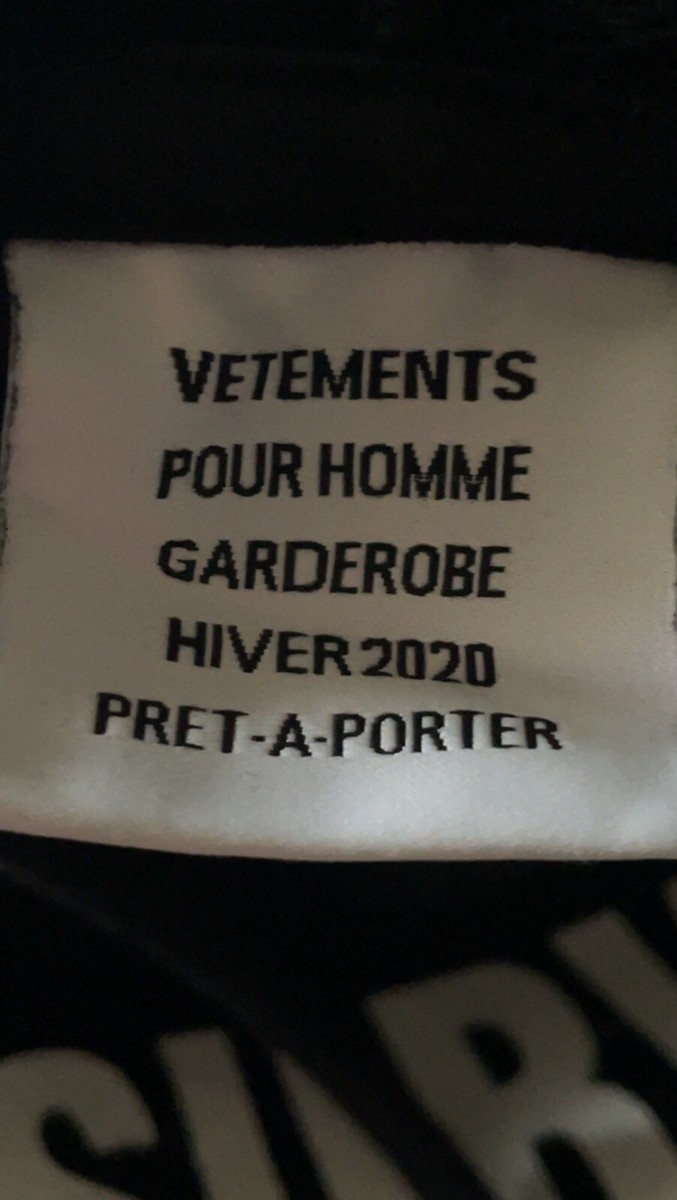 VETEMENTS
POUR HOMME
GARDEROBE
HIVER 2020
PRET-A-PORTER